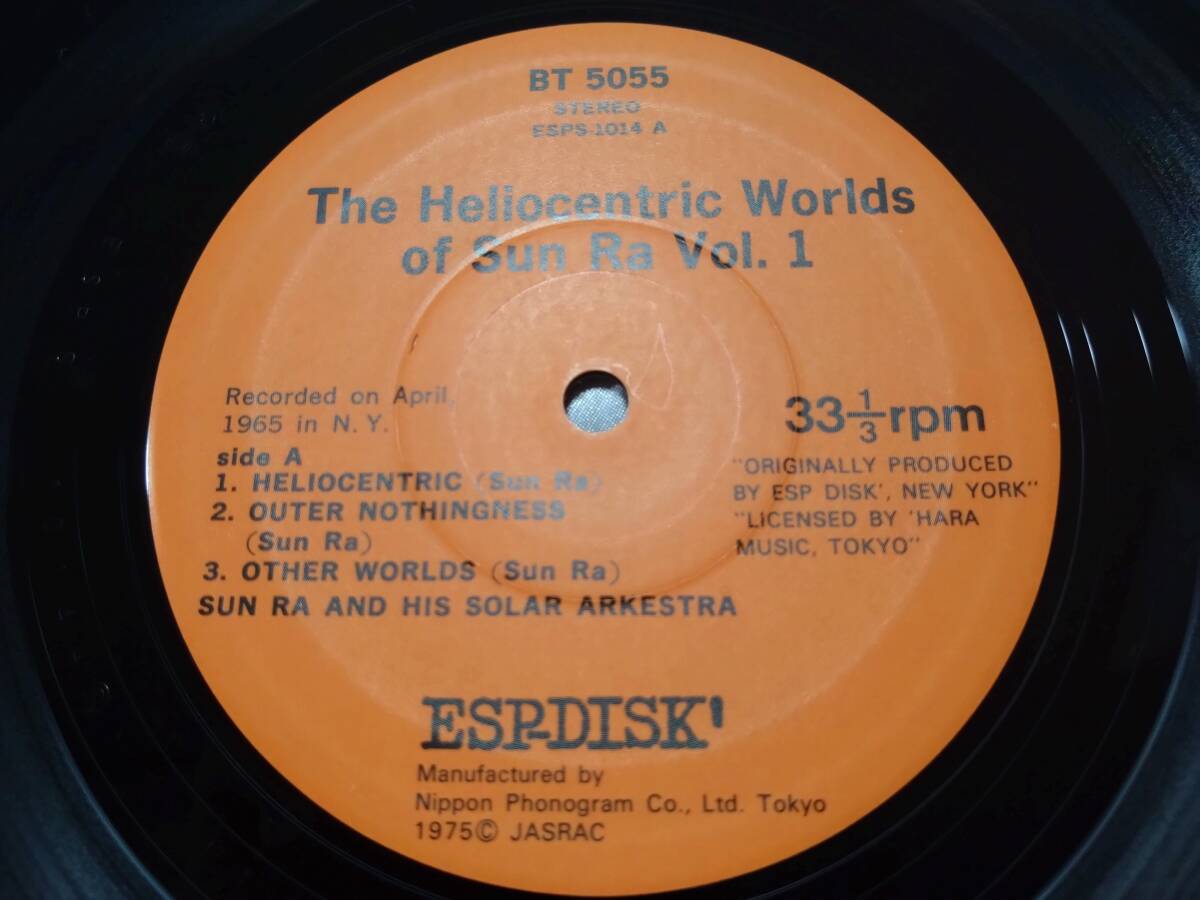 BT 5055
STEREO
ESPS-1014 A
The Heliocentric Worlds
of Sun Ra Vol. 1
Recorded on April,
1965 in N.Y.
side A
1. HELIOCENTRIC (Sun Ra)
2. OUTER NOTHINGNESS
(Sun Ra)
3. OTHER WORLDS (Sun Ra)
SUN RA AND HIS SOLAR ARKESTRA
33 1/3 rpm
"ORIGINALLY PRODUCED
BY ESP DISK', NEW YORK"
"LICENSED BY 'HARA
MUSIC, TOKYO"
ESP-DISK'
Manufactured by
Nippon Phonogram Co., Ltd. Tokyo
1975© JASRAC